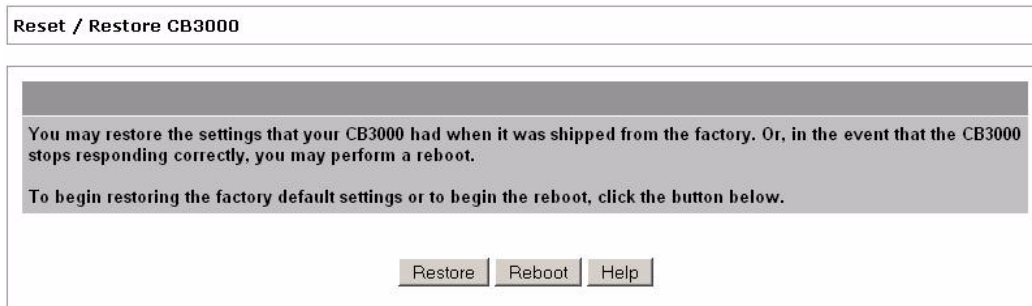 Reset / Restore CB3000
You may restore the settings that your CB3000 had when it was shipped from the factory. Or, in the event that the CB3000
stops responding correctly, you may perform a reboot.
To begin restoring the factory default settings or to begin the reboot, click the button below.
Restore Reboot Help